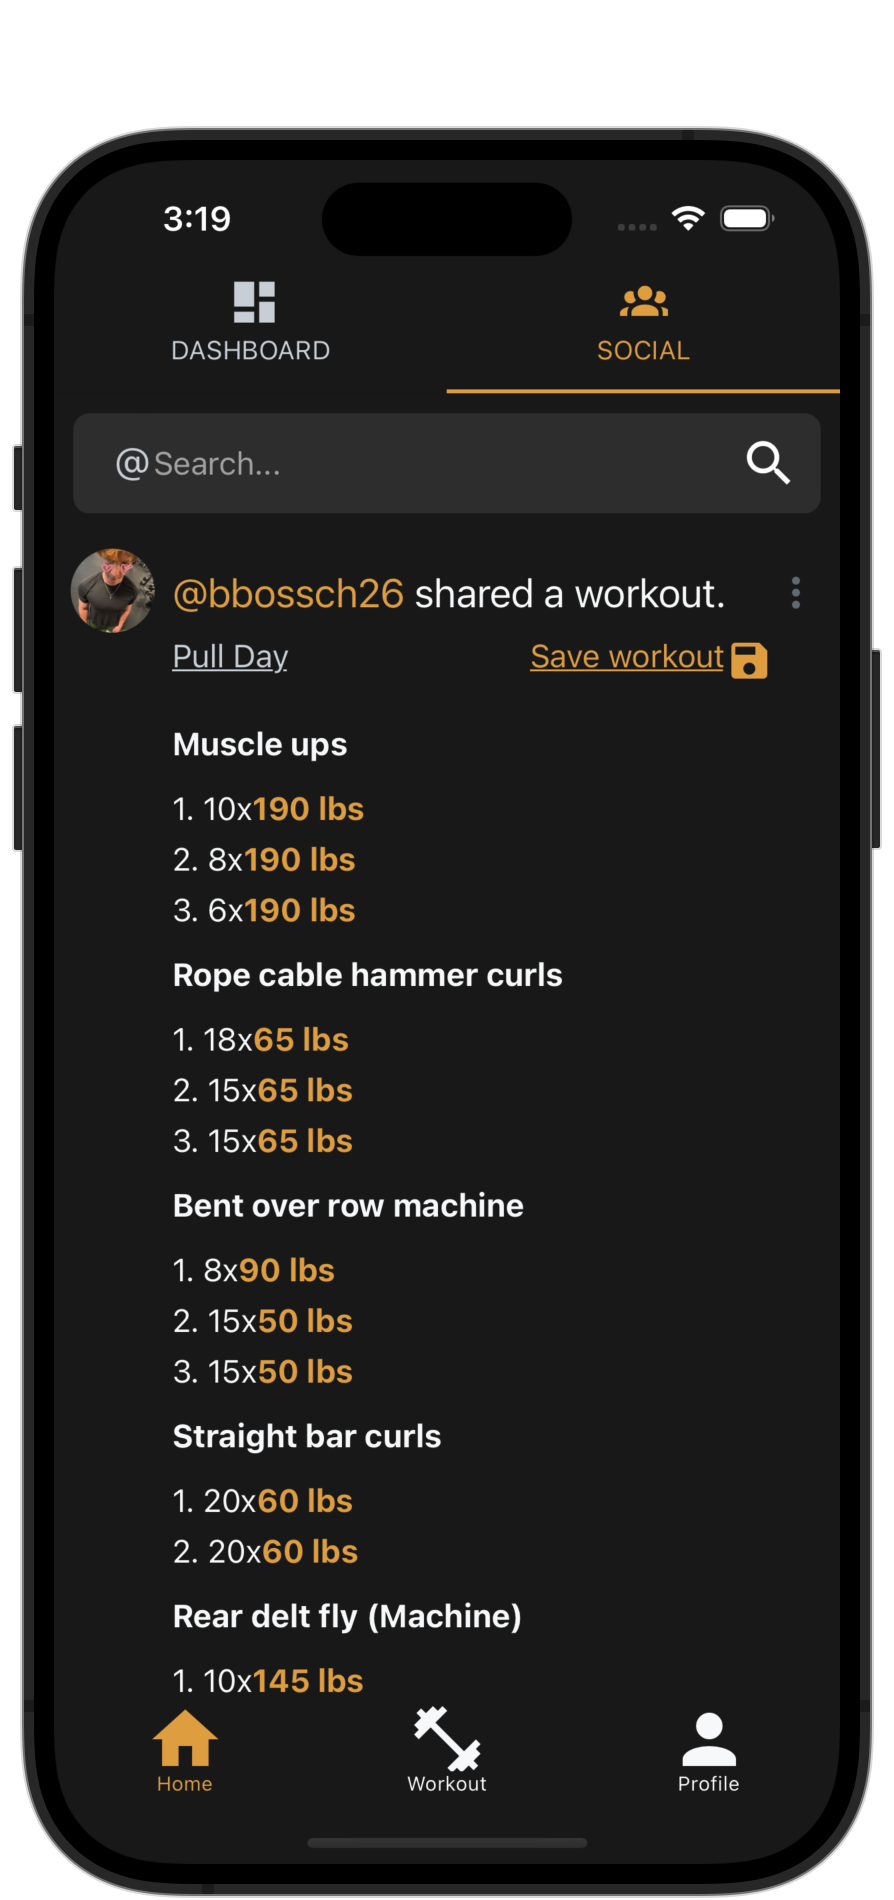 3:19
DASHBOARD
SOCIAL
@Search...
@bbossch26 shared a workout.
Pull Day
Save workout
Muscle ups
1. 10x190 lbs
2. 8x190 lbs
3. 6x190 lbs
Rope cable hammer curls
1. 18x65 lbs
2. 15x65 lbs
3. 15x65 lbs
Bent over row machine
1. 8x90 lbs
2. 15x50 lbs
3. 15x50 lbs
Straight bar curls
1. 20x60 lbs
2. 20x60 lbs
Rear delt fly (Machine)
1. 10x145 lbs
Home
Workout
Profile